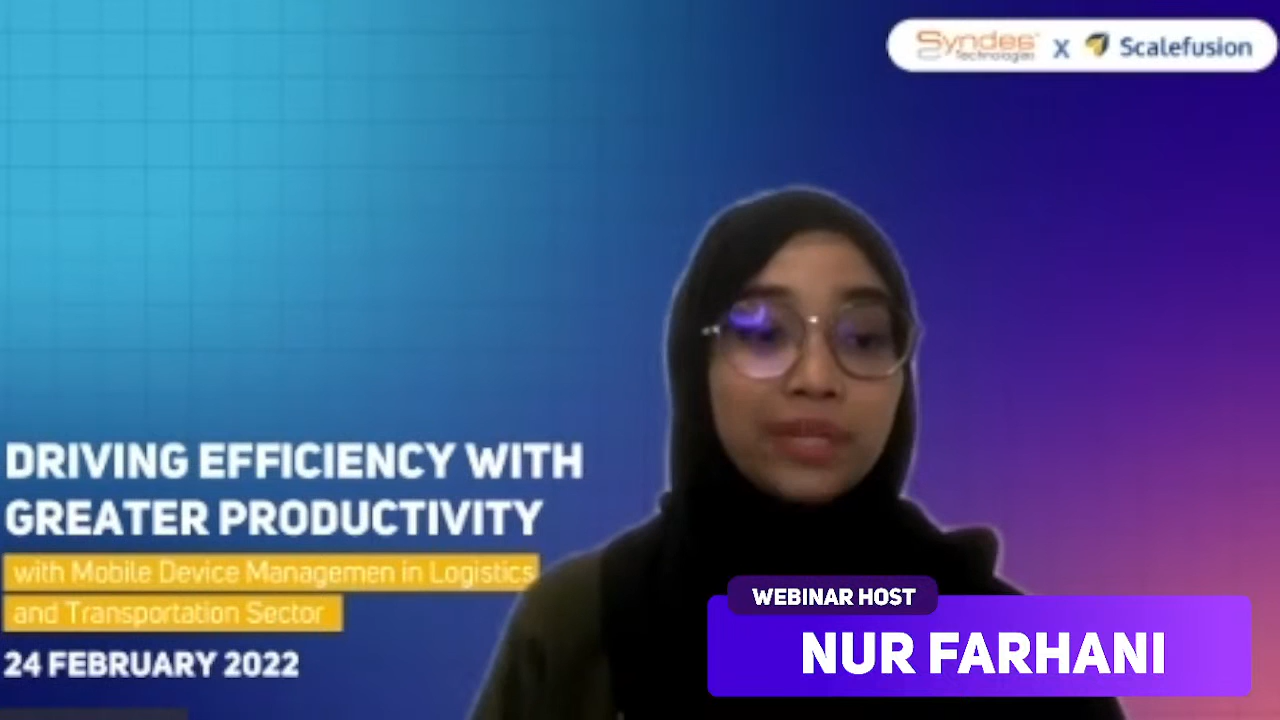 Syndes Technologies X Scalefusion
DRIVING EFFICIENCY WITH
GREATER PRODUCTIVITY
with Mobile Device Managemen in Logistics
and Transportation Sector
24 FEBRUARY 2022
WEBINAR HOST
NUR FARHANI